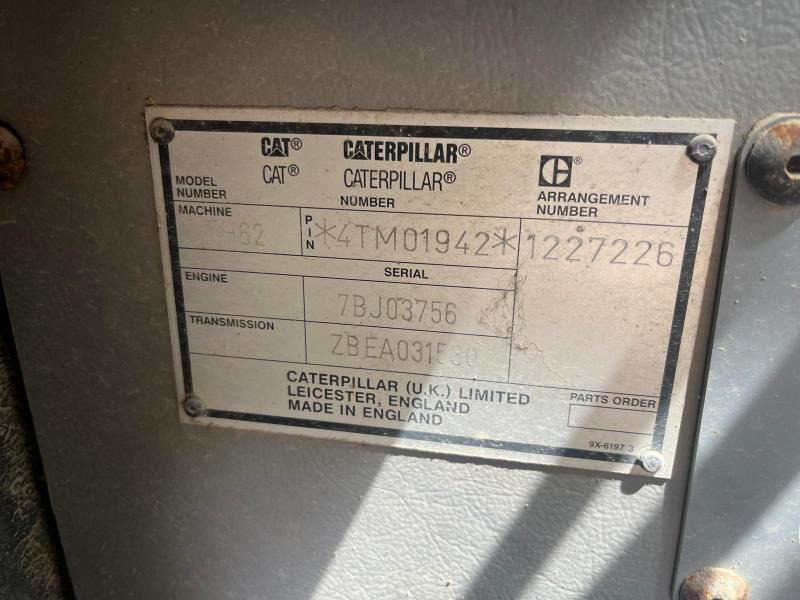 CAT® CATERPILLAR®
CAT® CATERPILLAR®
MODEL NUMBER
NUMBER
ARRANGEMENT NUMBER
MACHINE
H62
PIN
*4TM01942*
1227226
ENGINE
SERIAL
7BJ03756
TRANSMISSION
ZBEA031530
CATERPILLAR (U.K.) LIMITED
LEICESTER, ENGLAND
MADE IN ENGLAND
PARTS ORDER
9X-6197 3